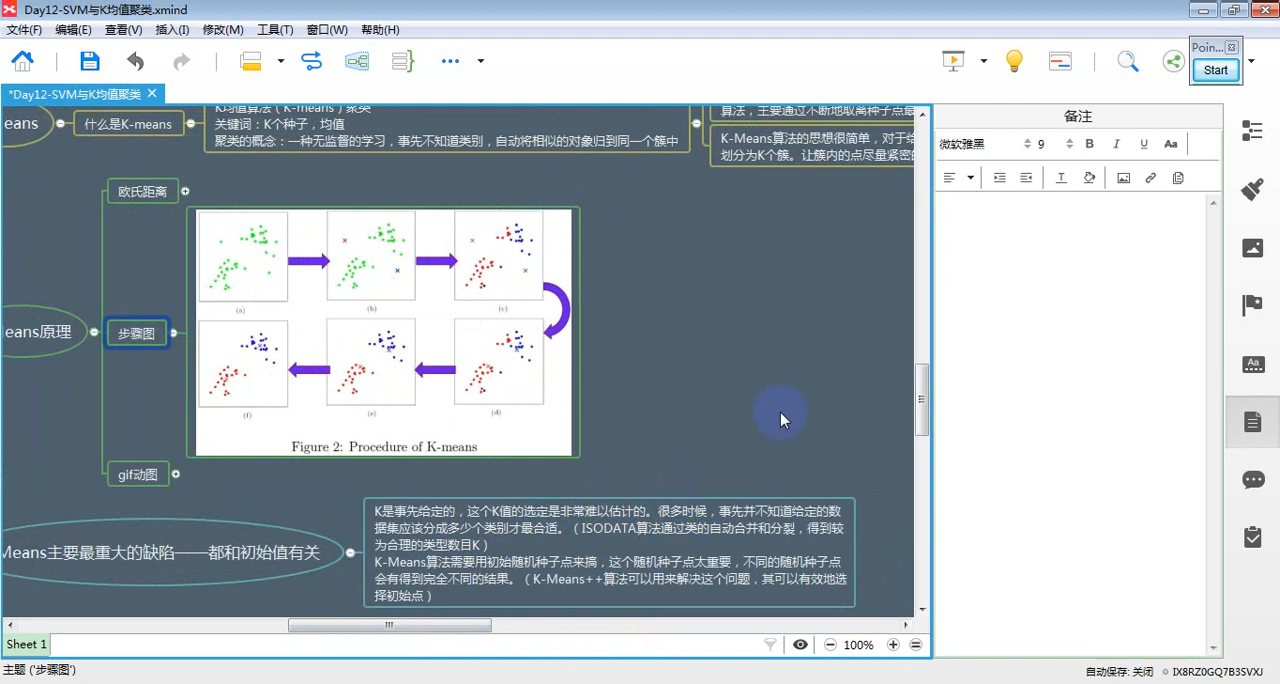 Day12-SVM与K均值聚类.xmind
文件(F) 编辑(E) 查看(V) 插入(I) 修改(M) 工具(T) 窗口(W) 帮助(H)
Poin...
Start
*Day12-SVM与K均值聚类
eans
什么是K-means
K均值算法（K-means）聚类
关键词：K个种子，均值
聚类的概念：一种无监督的学习，事先不知道类别，自动将相似的对象归到同一个簇中
算法，主要通过不断地取离种子点最
K-Means算法的思想很简单，对于给
划分为K个簇。让簇内的点尽量紧密的
欧氏距离
(a)
(b)
(c)
eans原理
步骤图
(f)
(e)
(d)
Figure 2: Procedure of K-means
gif动图
Means主要最重大的缺陷——都和初始值有关
K是事先给定的，这个K值的选定是非常难以估计的。很多时候，事先并不知道给定的数
据集应该分成多少个类别才最合适。（ISODATA算法通过类的自动合并和分裂，得到较
为合理的类型数目K）
K-Means算法需要用初始随机种子点来搞，这个随机种子点太重要，不同的随机种子点
会有得到完全不同的结果。（K-Means++算法可以用来解决这个问题，其可以有效地选
择初始点）
备注
微软雅黑 9 B I U Aa
Sheet 1
100%
主题 ('步骤图')
自动保存: 关闭
IX8RZ0GQ7B3SVXJ